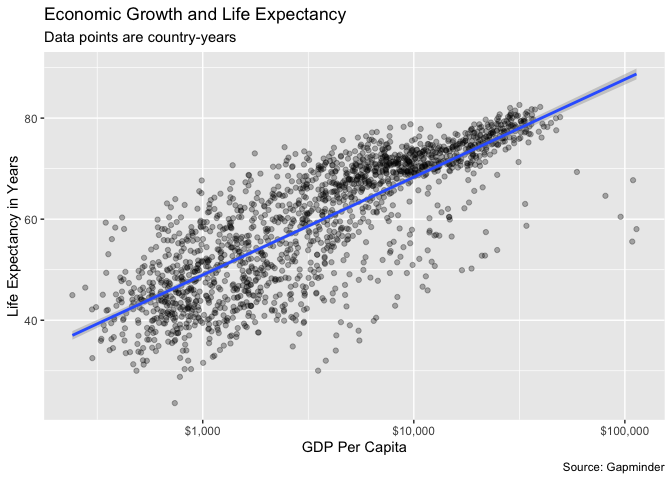 Economic Growth and Life Expectancy
Data points are country-years
80
60
40
Life Expectancy in Years
$1,000 $10,000 $100,000
GDP Per Capita
Source: Gapminder